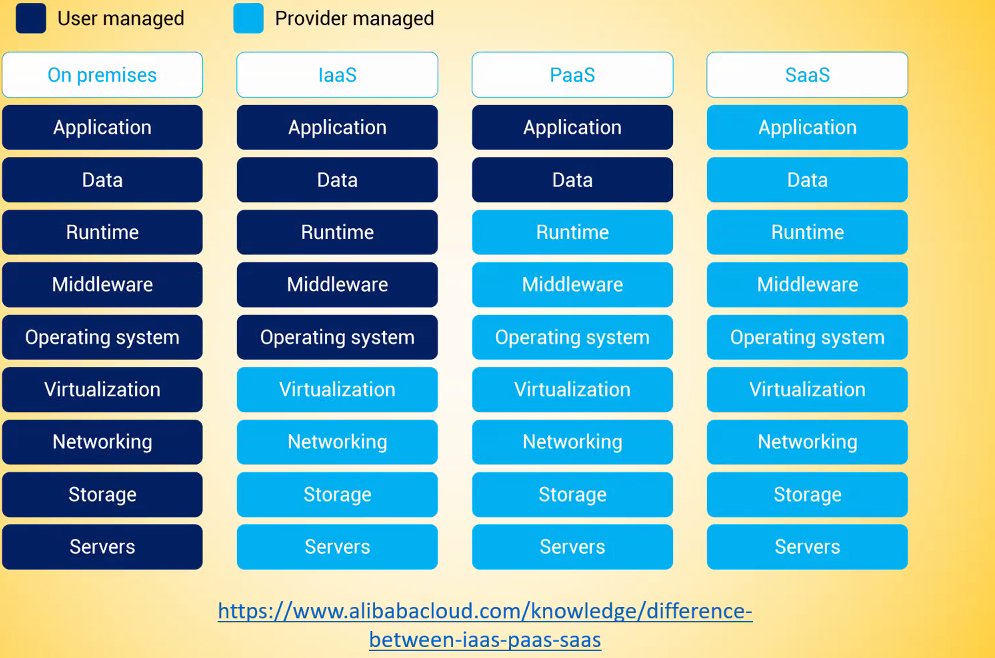 User managed Provider managed
On premises IaaS PaaS SaaS
Application Application Application Application
Data Data Data Data
Runtime Runtime Runtime Runtime
Middleware Middleware Middleware Middleware
Operating system Operating system Operating system Operating system
Virtualization Virtualization Virtualization Virtualization
Networking Networking Networking Networking
Storage Storage Storage Storage
Servers Servers Servers Servers
https://www.alibabacloud.com/knowledge/difference-
between-iaas-paas-saas